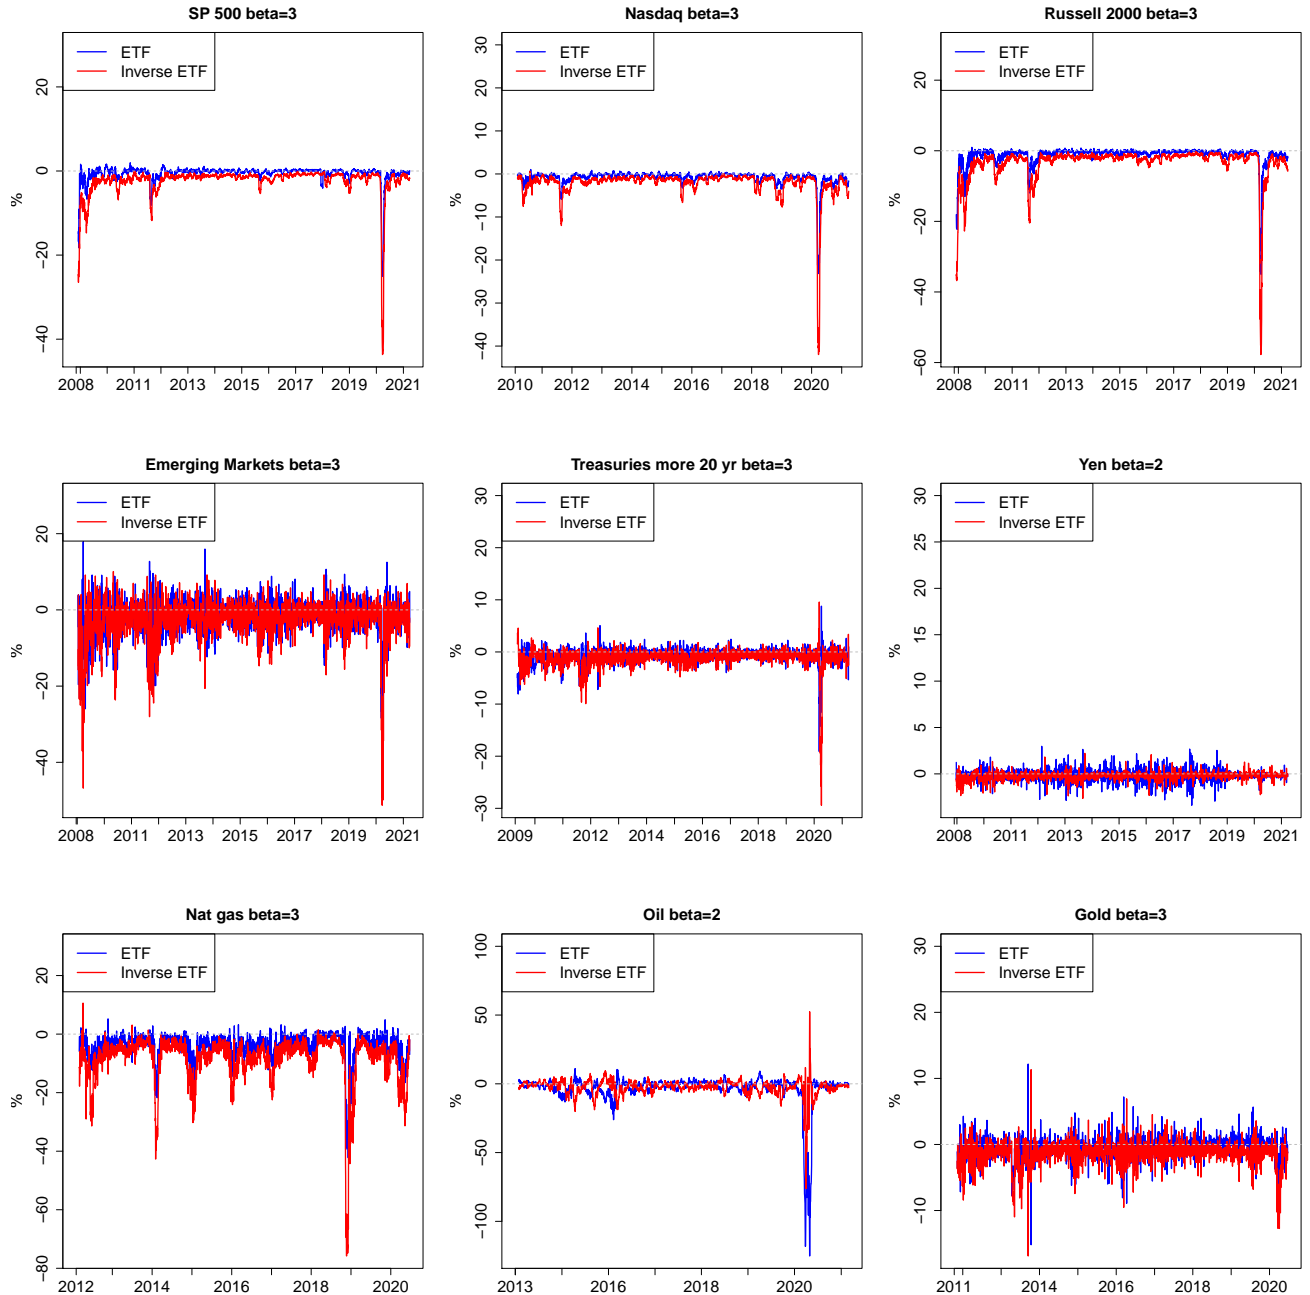 SP 500 beta=3
ETF
Inverse ETF
%
20
0
−20
−40
2008 2011 2013 2015 2017 2019 2021
Nasdaq beta=3
ETF
Inverse ETF
%
30
20
10
0
−10
−20
−30
−40
2010 2012 2014 2016 2018 2020
Russell 2000 beta=3
ETF
Inverse ETF
%
20
0
−20
−40
−60
2008 2011 2013 2015 2017 2019 2021
Emerging Markets beta=3
ETF
Inverse ETF
%
20
0
−20
−40
2008 2011 2013 2015 2017 2019 2021
Treasuries more 20 yr beta=3
ETF
Inverse ETF
%
30
20
10
0
−10
−20
−30
2009 2012 2014 2016 2018 2020
Yen beta=2
ETF
Inverse ETF
%
30
25
20
15
10
5
0
2008 2011 2013 2015 2017 2019 2021
Nat gas beta=3
ETF
Inverse ETF
%
20
0
−20
−40
−60
−80
2012 2014 2016 2018 2020
Oil beta=2
ETF
Inverse ETF
%
100
50
0
−50
−100
2013 2016 2018 2020
Gold beta=3
ETF
Inverse ETF
%
30
20
10
0
−10
2011 2014 2016 2018 2020